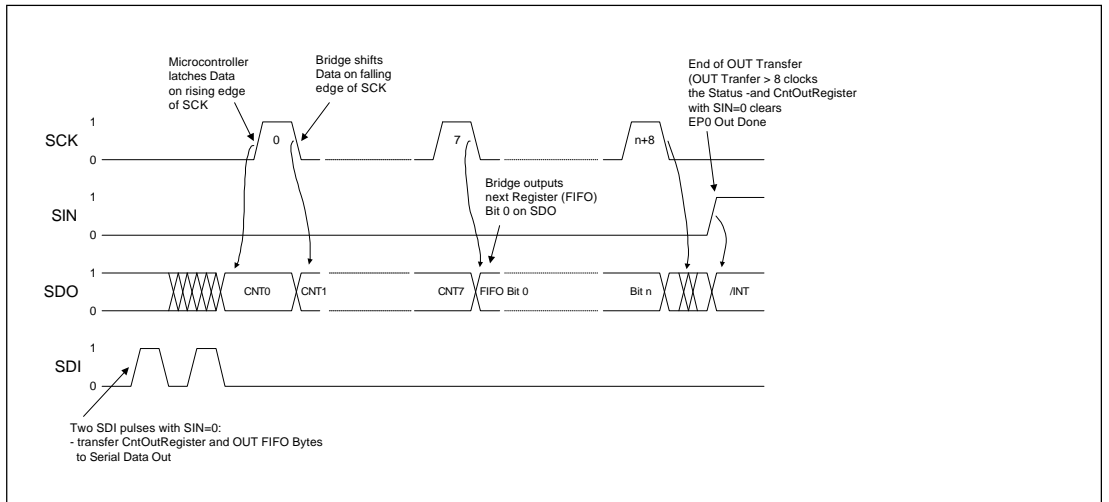 Microcontroller
latches Data
on rising edge
of SCK
Bridge shifts
Data on falling
edge of SCK
End of OUT Transfer
(OUT Tranfer > 8 clocks
the Status -and CntOutRegister
with SIN=0 clears
EP0 Out Done
SCK
1
0
0
7
n+8
Bridge outputs
next Register (FIFO)
Bit 0 on SDO
SIN
1
0
SDO
1
0
CNT0
CNT1
CNT7
FIFO Bit 0
Bit n
/INT
SDI
1
0
Two SDI pulses with SIN=0:
- transfer CntOutRegister and OUT FIFO Bytes
to Serial Data Out